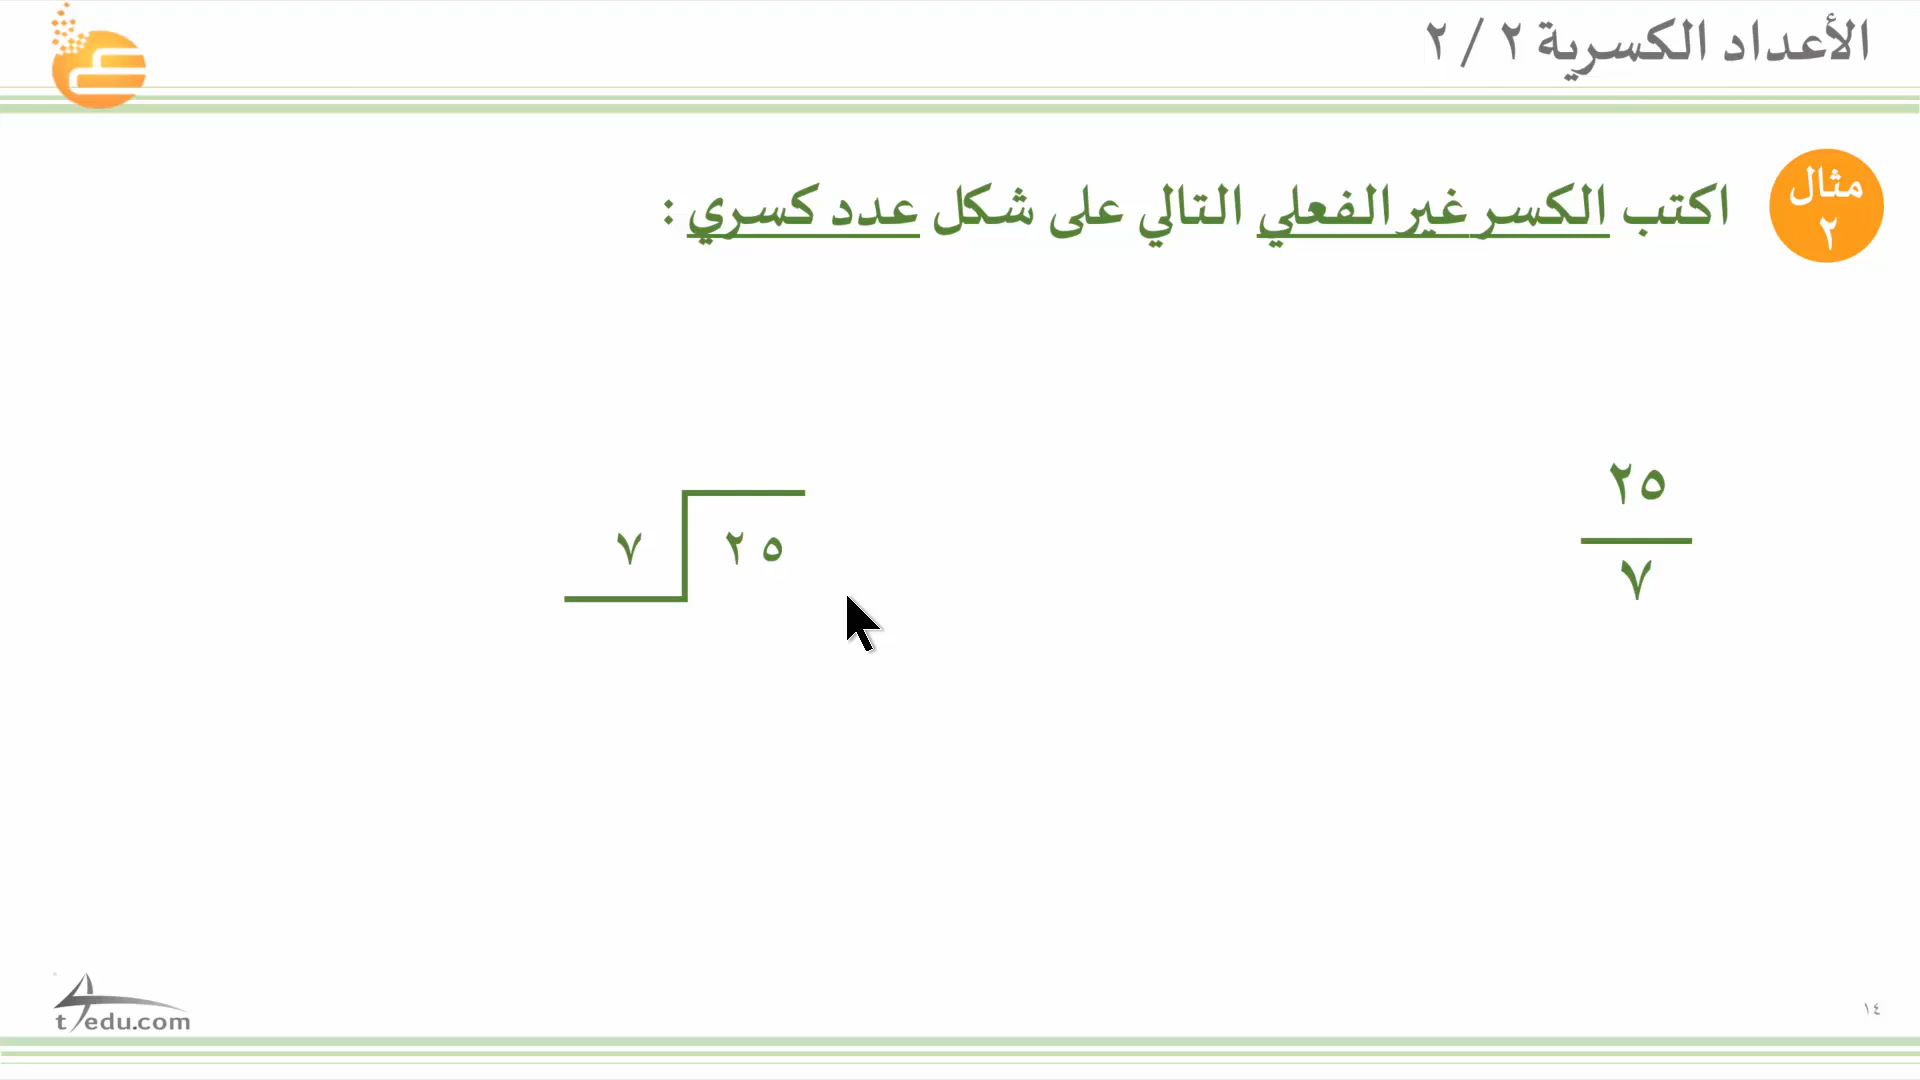 الأعداد الكسرية ٢ / ٢
مثال
٢
اكتب الكسر غير الفعلي التالي على شكل عدد كسري :
٢٥
٧
٢ ٥
٧
t4edu.com
١٤